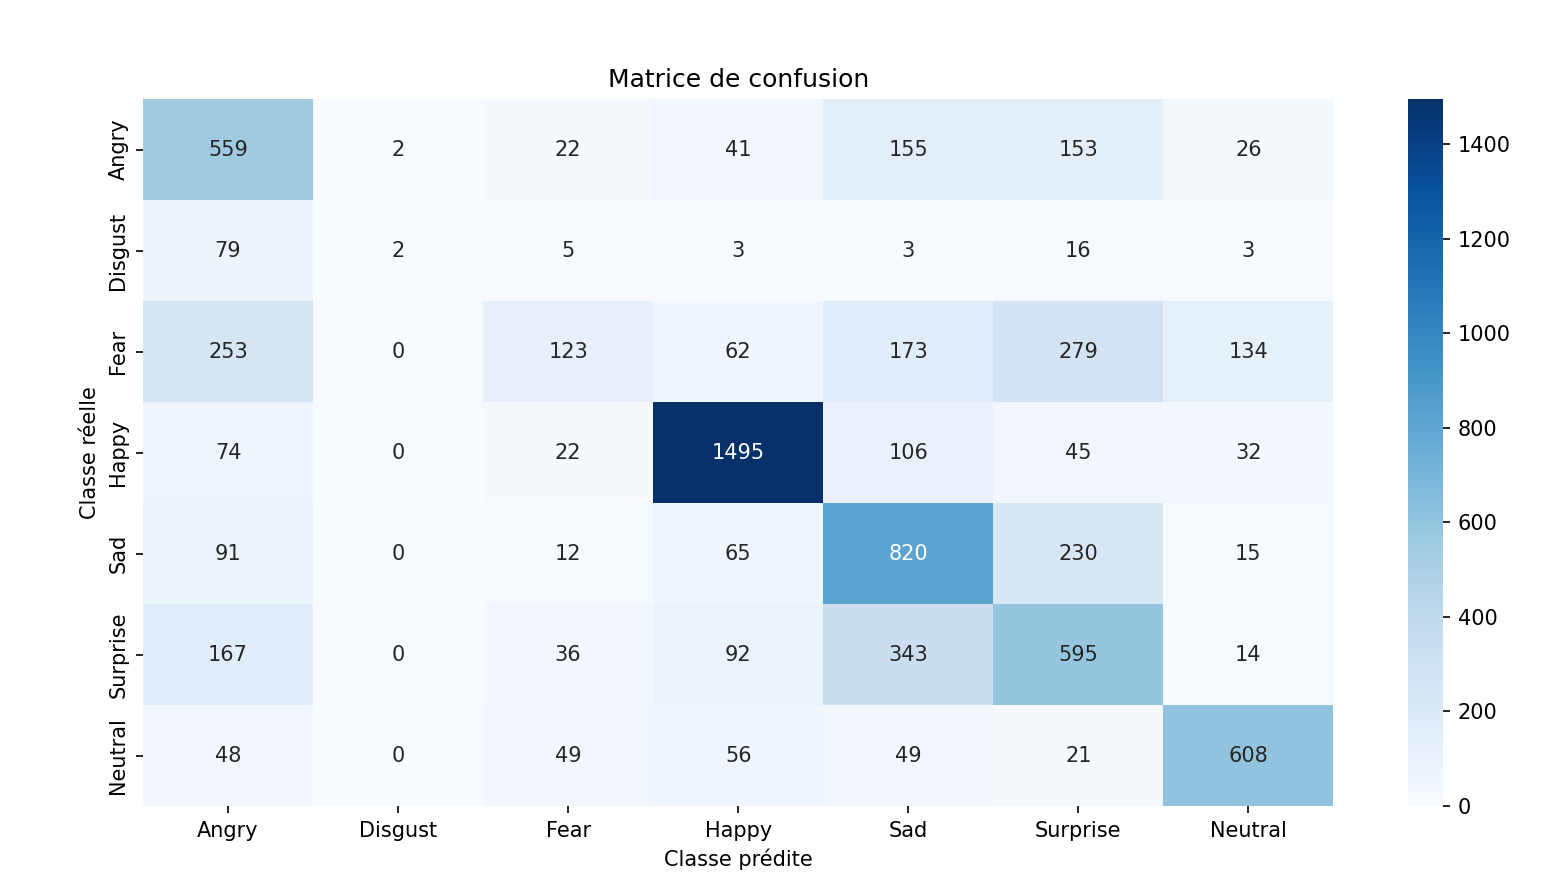 Matrice de confusion
Classe réelle
Angry 559 2 22 41 155 153 26
Disgust 79 2 5 3 3 16 3
Fear 253 0 123 62 173 279 134
Happy 74 0 22 1495 106 45 32
Sad 91 0 12 65 820 230 15
Surprise 167 0 36 92 343 595 14
Neutral 48 0 49 56 49 21 608
Angry Disgust Fear Happy Sad Surprise Neutral
Classe prédite
1400
1200
1000
800
600
400
200
0